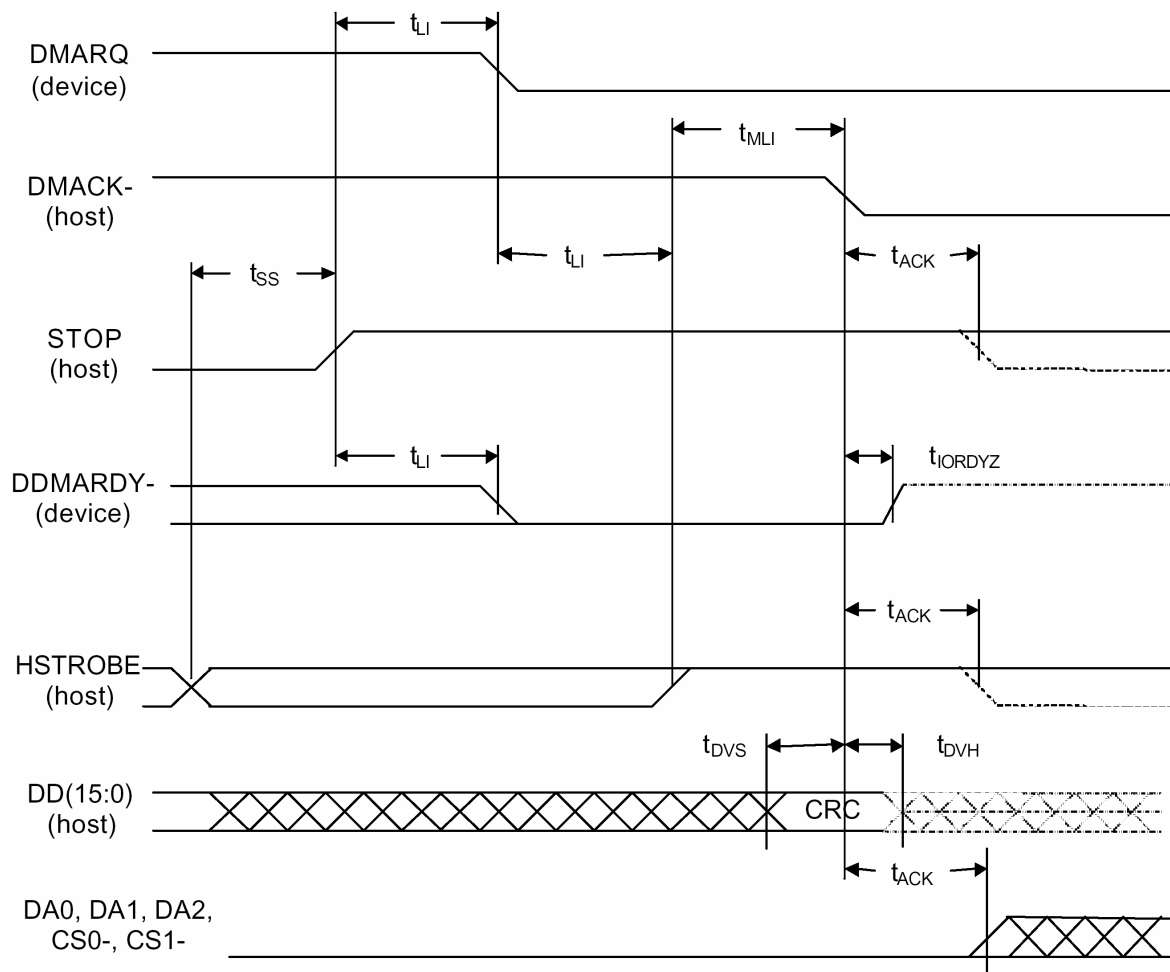 tLI
DMARQ
(device)
tMLI
DMACK-
(host)
tLI
tACK
tSS
STOP
(host)
tLI
tIORDYZ
DDMARDY-
(device)
tACK
HSTROBE
(host)
tDVS
tDVH
DD(15:0)
(host)
CRC
tACK
DA0, DA1, DA2,
CS0-, CS1-